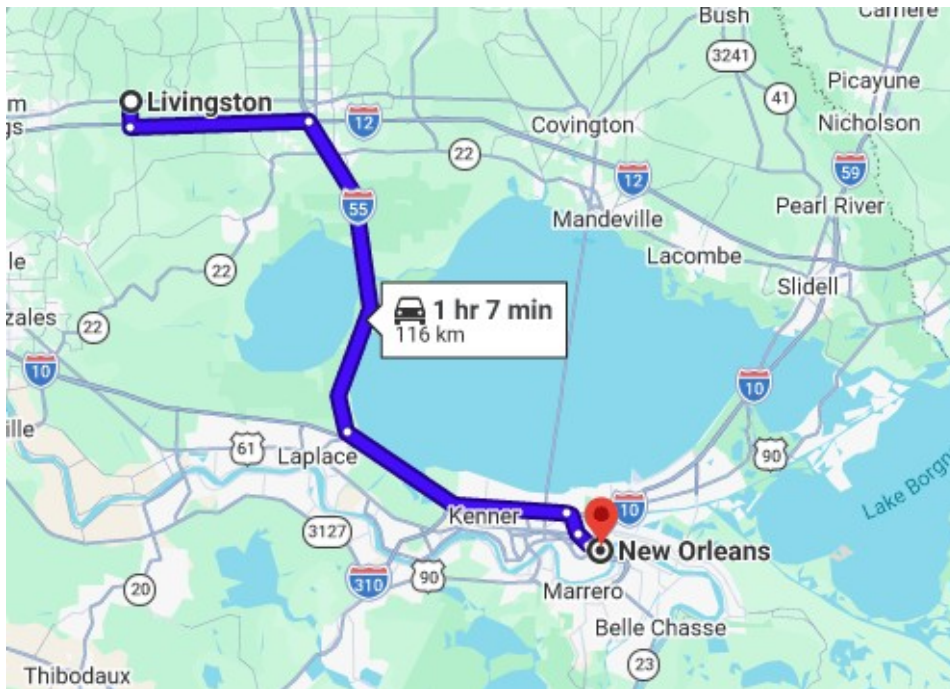 Bush
Carriere
3241
Picayune
Livingston
41
12
Nicholson
Covington
22
59
12
Mandeville
Pearl River
55
Lacombe
22
Slidell
1 hr 7 min
116 km
22
10
10
61
90
Laplace
Lake Borgn
Kenner
10
3127
New Orleans
90
310
20
Marrero
Belle Chasse
23
Thibodaux